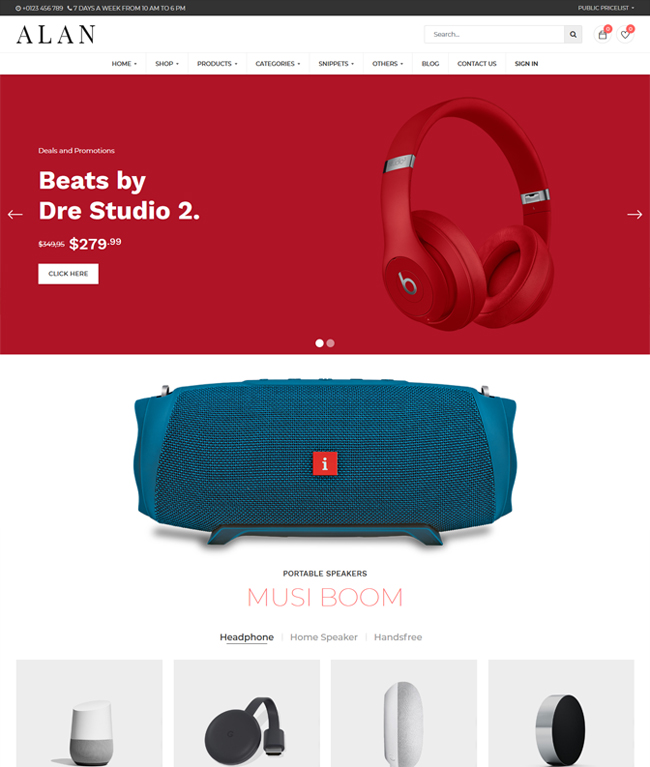 +0123 456 789 7 DAYS A WEEK FROM 10 AM TO 6 PM
PUBLIC PRICELIST
ALAN
Search...
0
0
HOME SHOP PRODUCTS CATEGORIES SNIPPETS OTHERS BLOG CONTACT US SIGN IN
Deals and Promotions
Beats by
Dre Studio 2.
$349.95 $279.99
CLICK HERE
b
i
PORTABLE SPEAKERS
MUSI BOOM
Headphone | Home Speaker | Handsfree